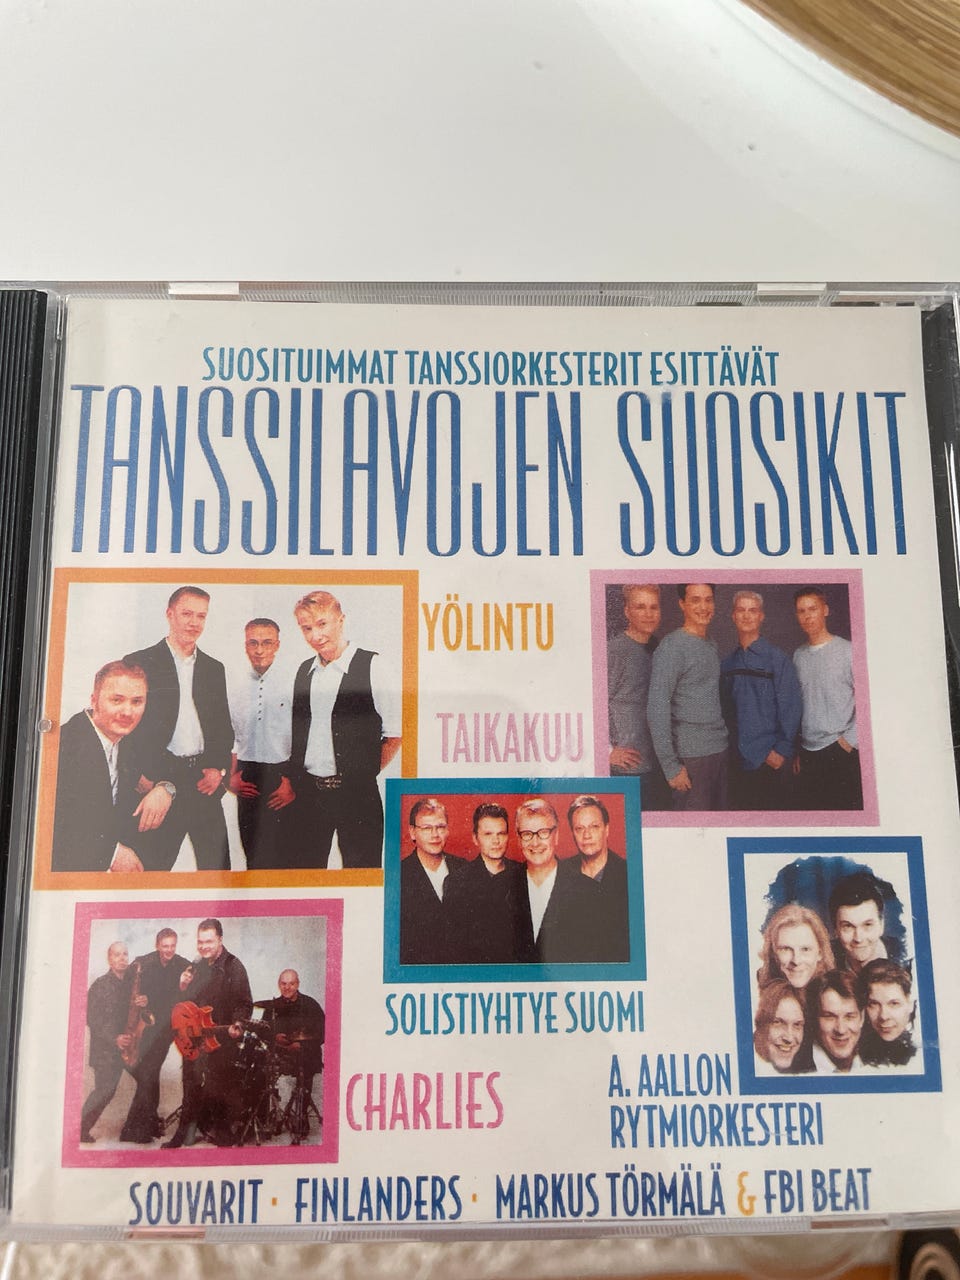 SUOSITUIMMAT TANSSIORKESTERIT ESITTÄVÄT
TANSSILAVOJEN SUOSIKIT
YÖLINTU
TAIKAKUU
SOLISTIYHTYE SUOMI
CHARLIES
A. AALLON
RYTMIORKESTERI
SOUVARIT · FINLANDERS · MARKUS TÖRMÄLÄ & FBI BEAT